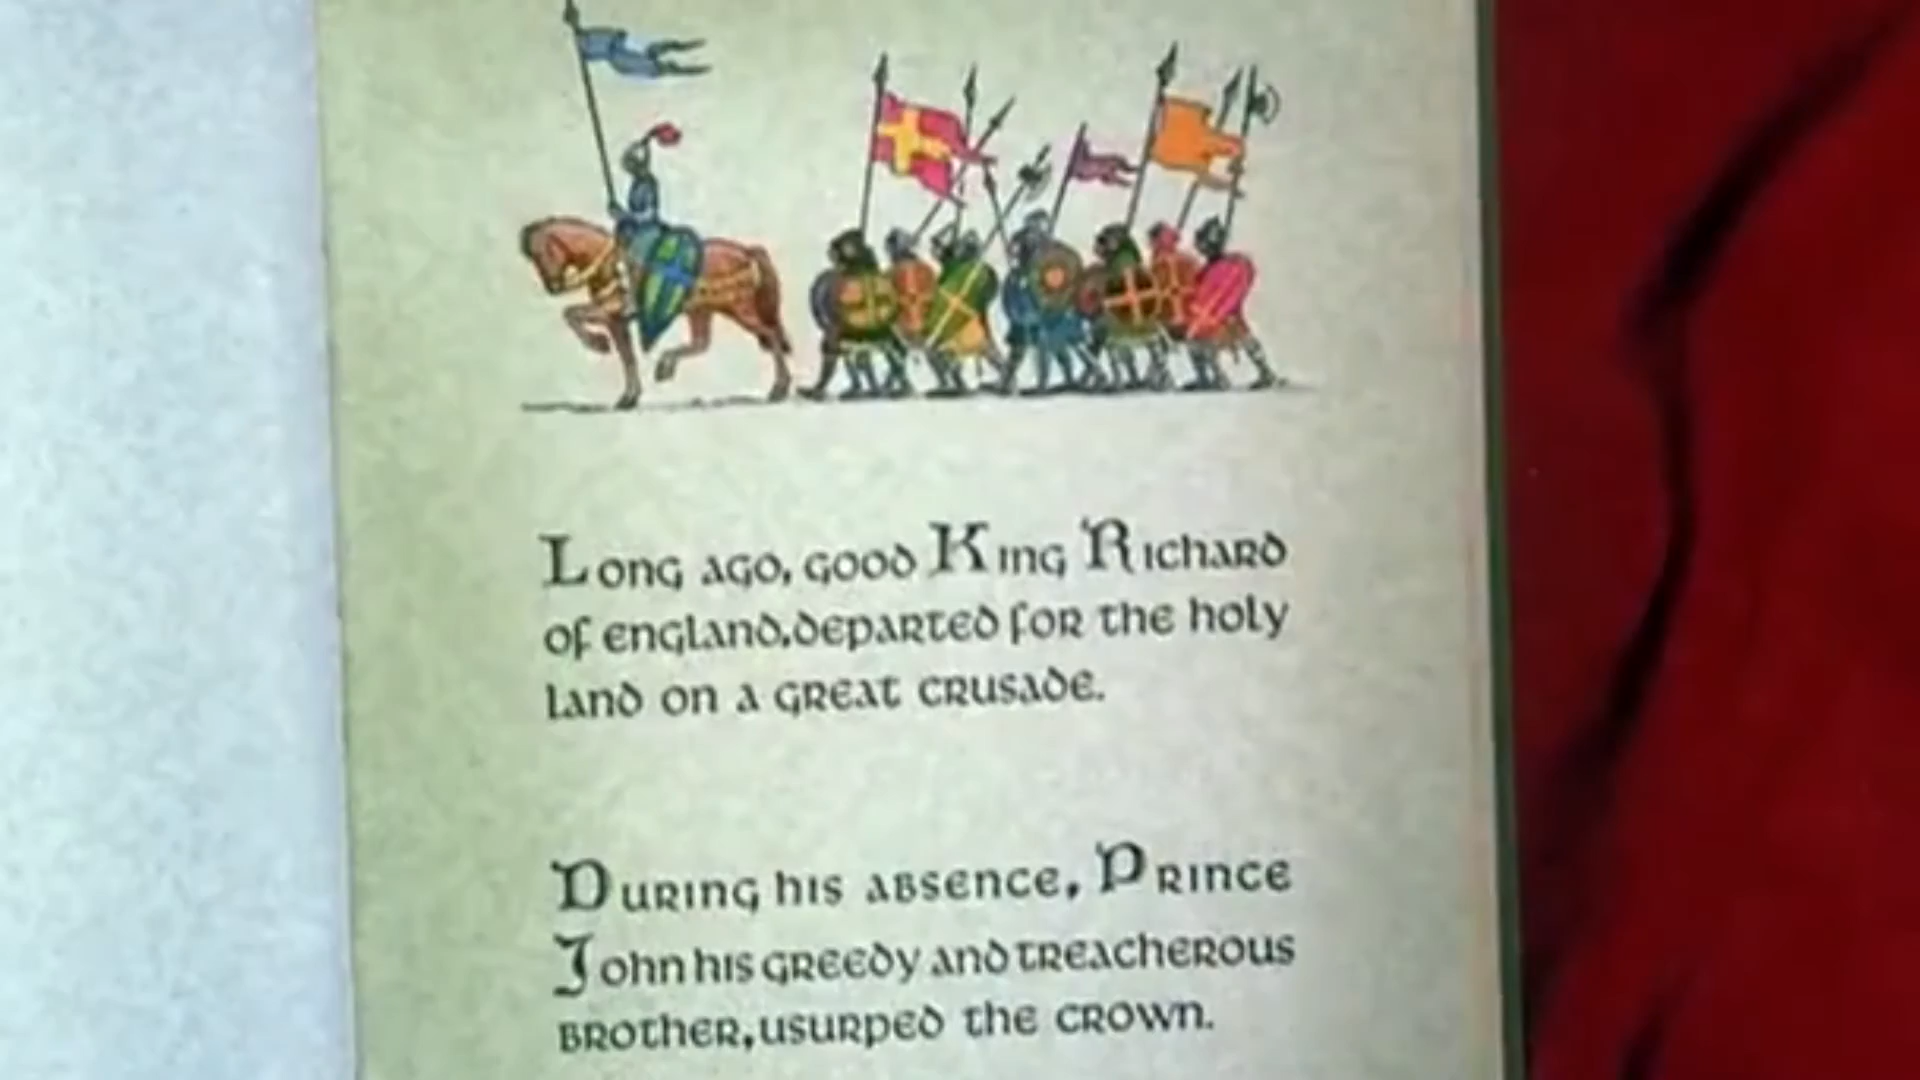 Long ago, good King Richard
of england,departed for the holy
land on a great crusade.
During his absence, Prince
John his greedy and treacherous
brother,usurped the crown.